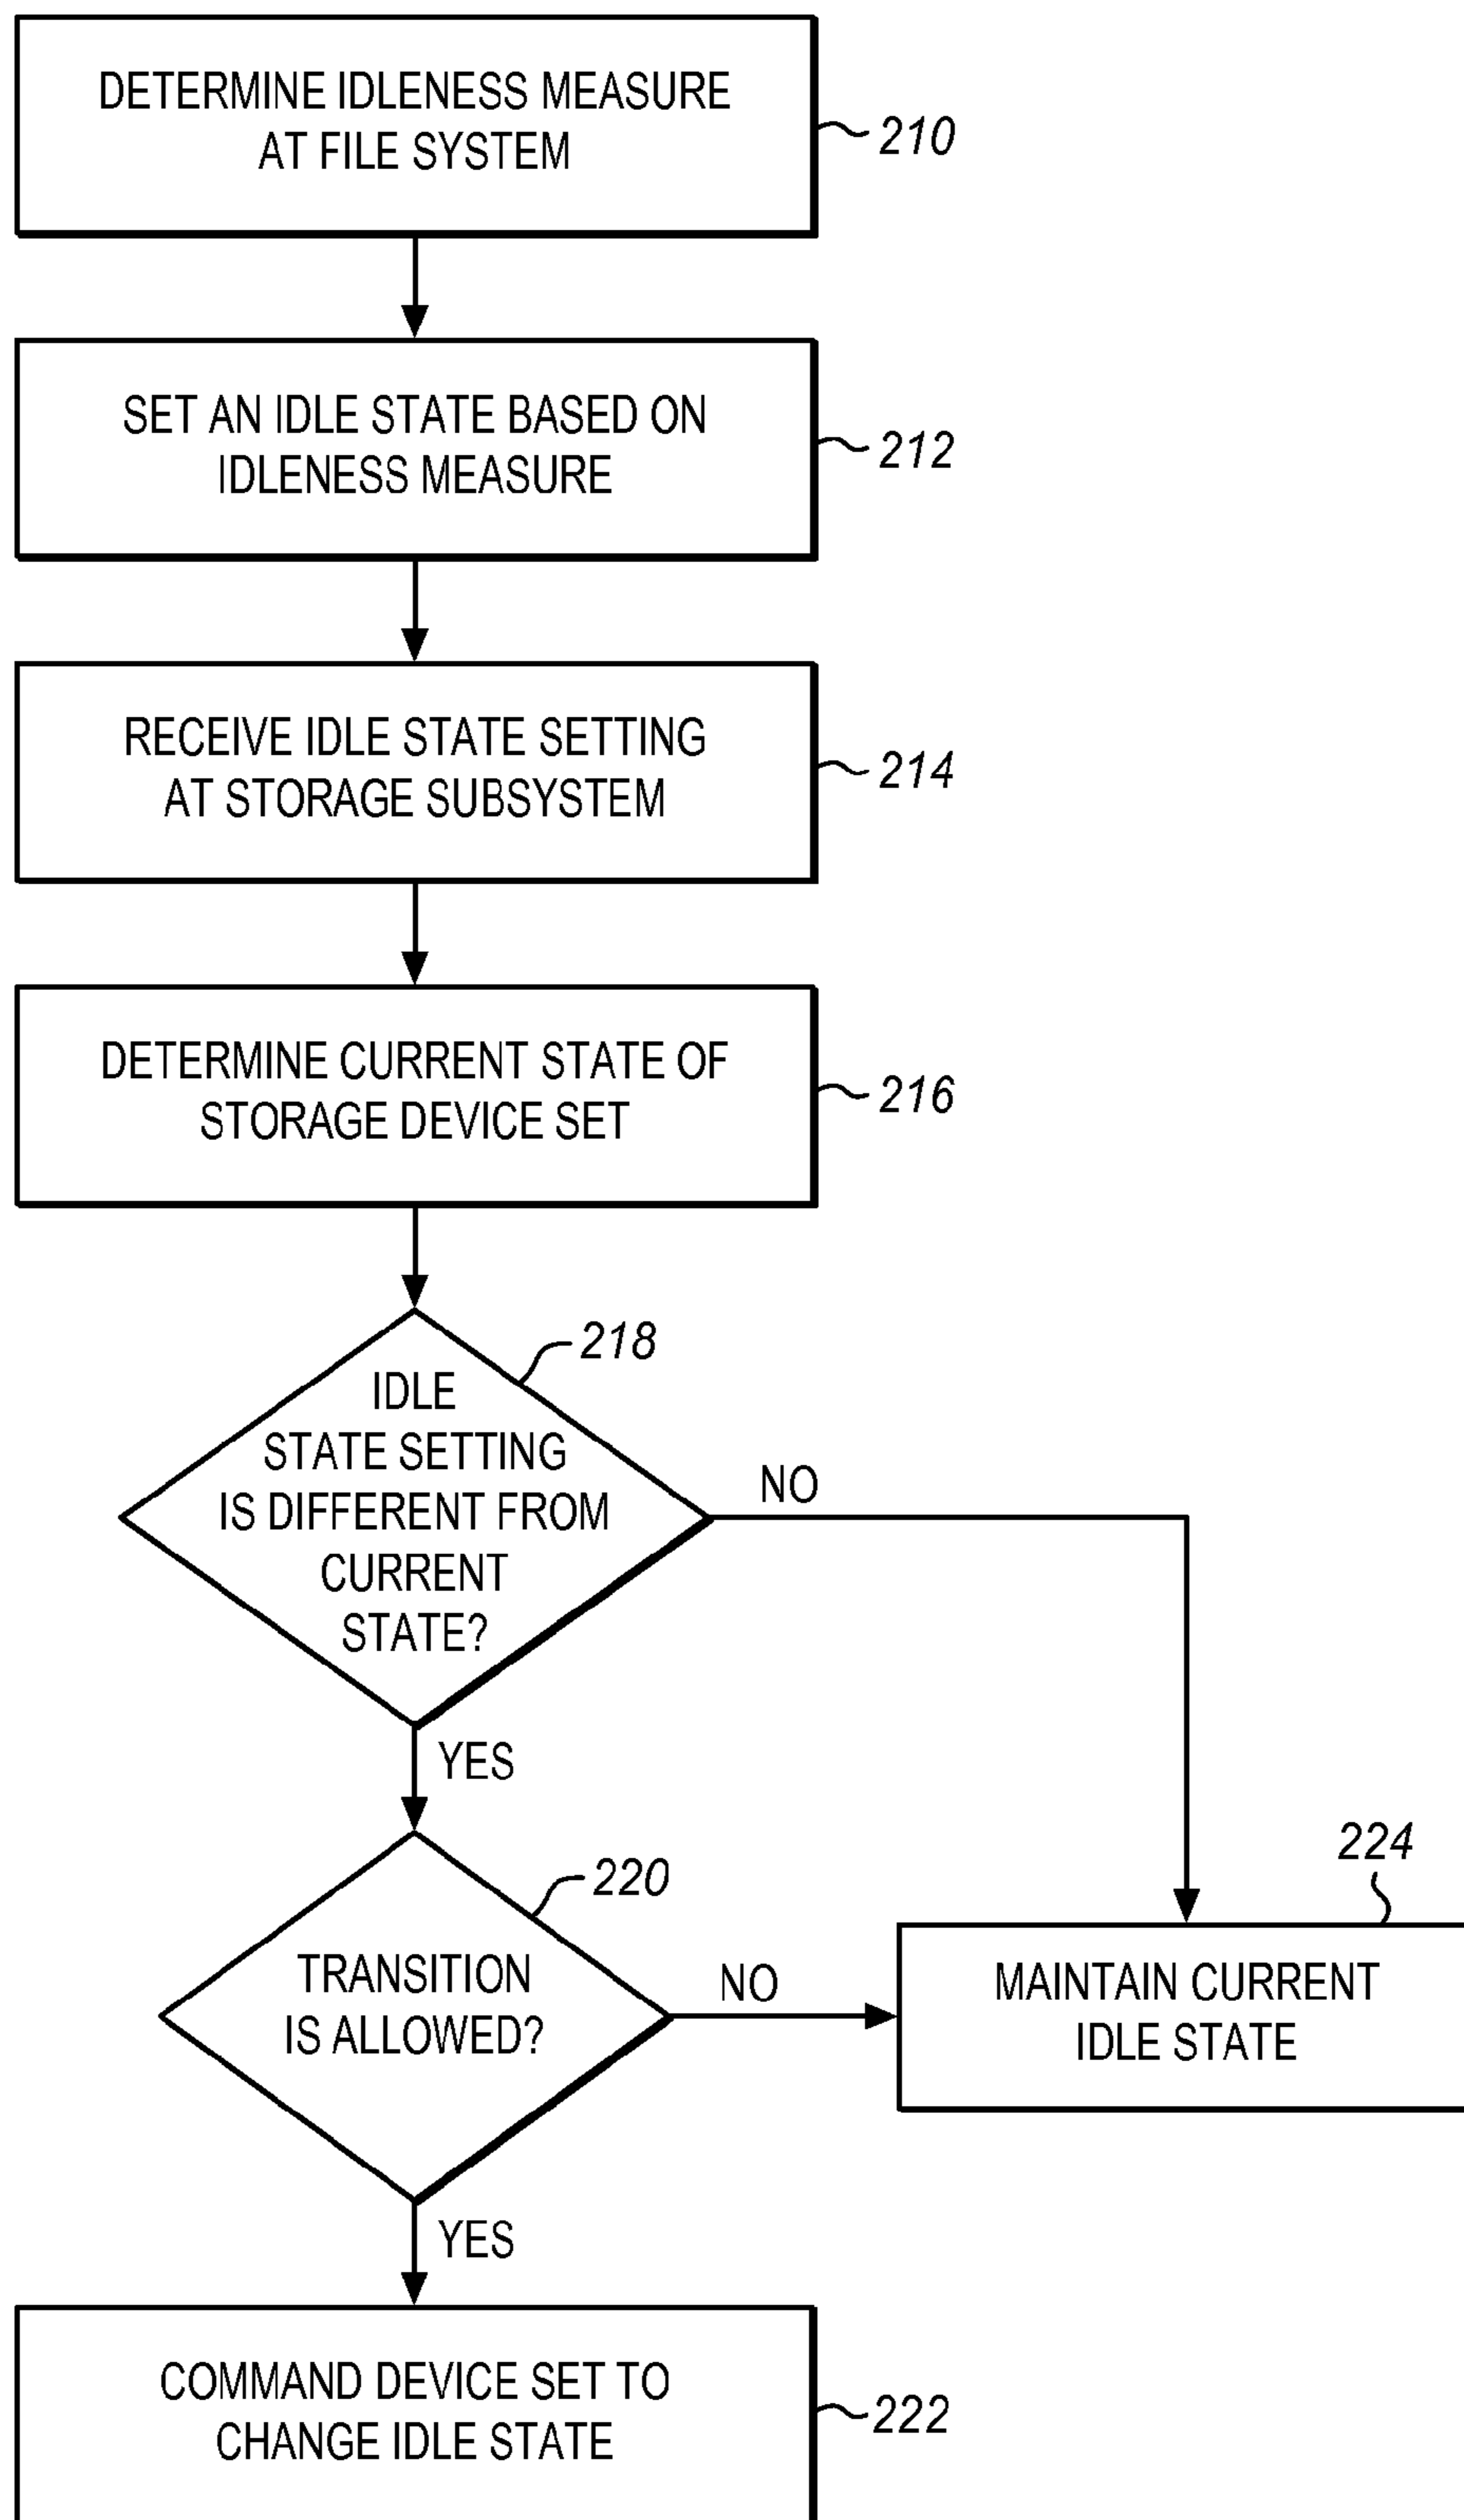 DETERMINE IDLENESS MEASURE
AT FILE SYSTEM
210
SET AN IDLE STATE BASED ON
IDLENESS MEASURE
212
RECEIVE IDLE STATE SETTING
AT STORAGE SUBSYSTEM
214
DETERMINE CURRENT STATE OF
STORAGE DEVICE SET
216
218
IDLE
STATE SETTING
IS DIFFERENT FROM
CURRENT
STATE?
NO
YES
220
TRANSITION
IS ALLOWED?
NO
224
MAINTAIN CURRENT
IDLE STATE
YES
COMMAND DEVICE SET TO
CHANGE IDLE STATE
222